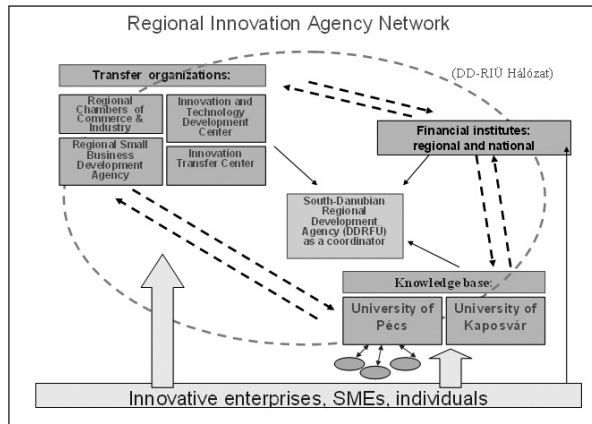 Regional Innovation Agency Network
(DD-RIÜ Hálózat)
Transfer organizations:
Regional
Chambers of
Commerce &
Industry
Innovation and
Technology
Development
Center
Regional Small
Business
Development
Agency
Innovation
Transfer Center
Financial institutes:
regional and national
South-Danubian
Regional
Development
Agency (DDRFÜ)
as a coordinator
Knowledge base:
University of
Pécs
University of
Kaposvár
Innovative enterprises, SMEs, individuals